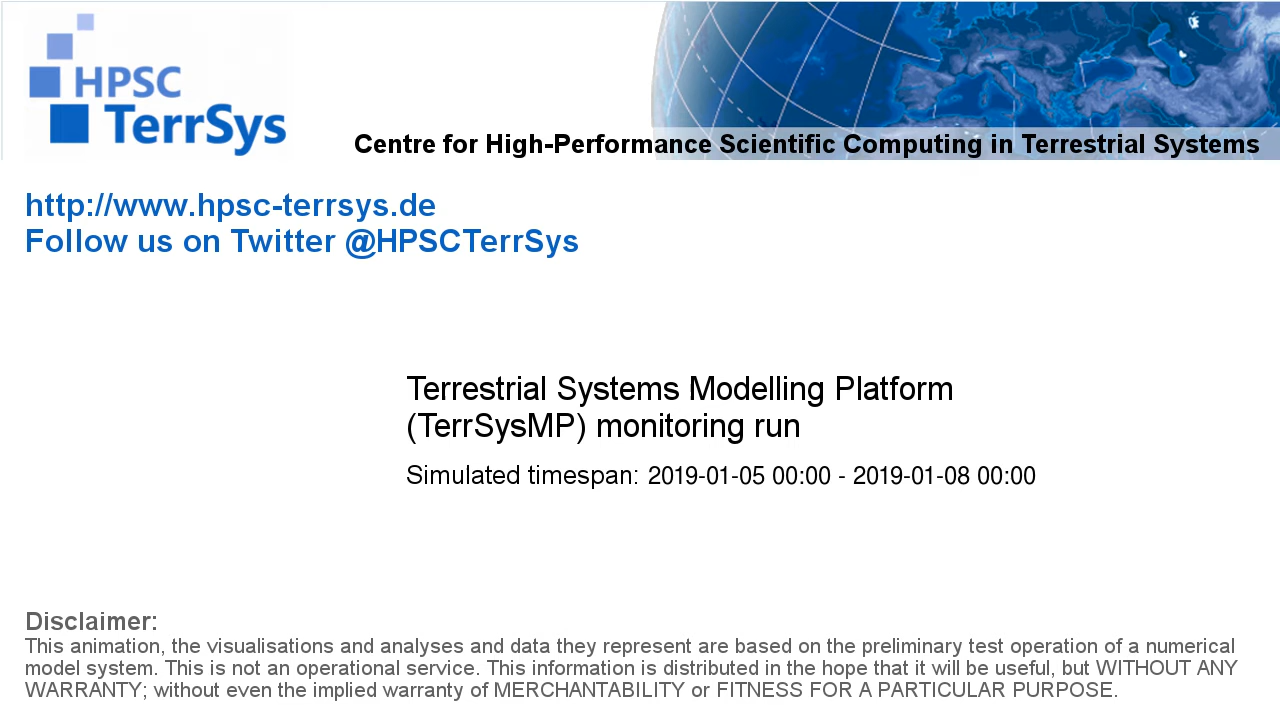 HPSC
TerrSys
Centre for High-Performance Scientific Computing in Terrestrial Systems
http://www.hpsc-terrsys.de
Follow us on Twitter @HPSCTerrSys
Terrestrial Systems Modelling Platform
(TerrSysMP) monitoring run
Simulated timespan: 2019-01-05 00:00 - 2019-01-08 00:00
Disclaimer:
This animation, the visualisations and analyses and data they represent are based on the preliminary test operation of a numerical
model system. This is not an operational service. This information is distributed in the hope that it will be useful, but WITHOUT ANY
WARRANTY; without even the implied warranty of MERCHANTABILITY or FITNESS FOR A PARTICULAR PURPOSE.